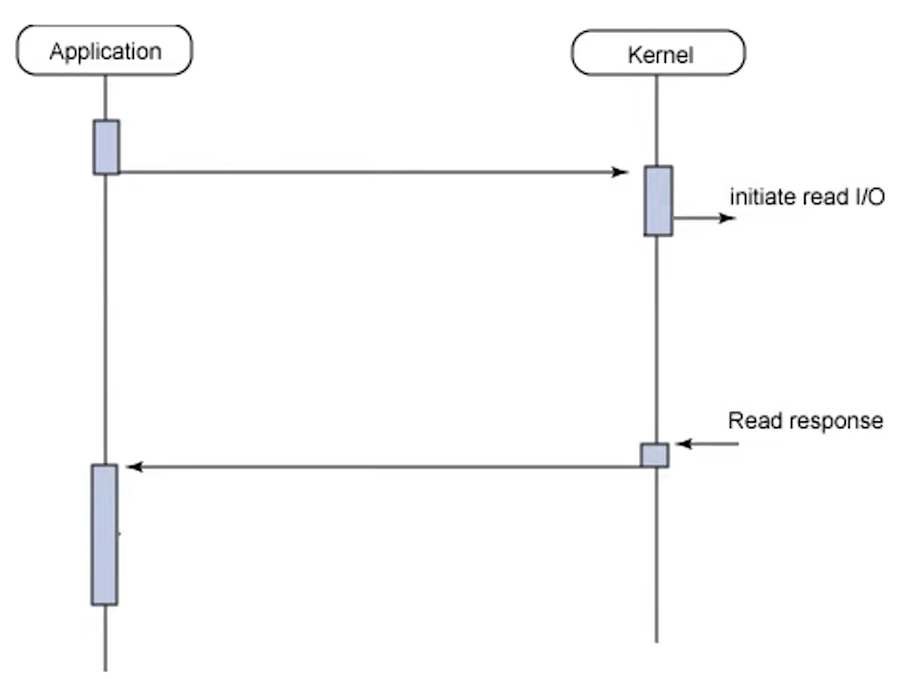 Application
Kernel
initiate read I/O
Read response